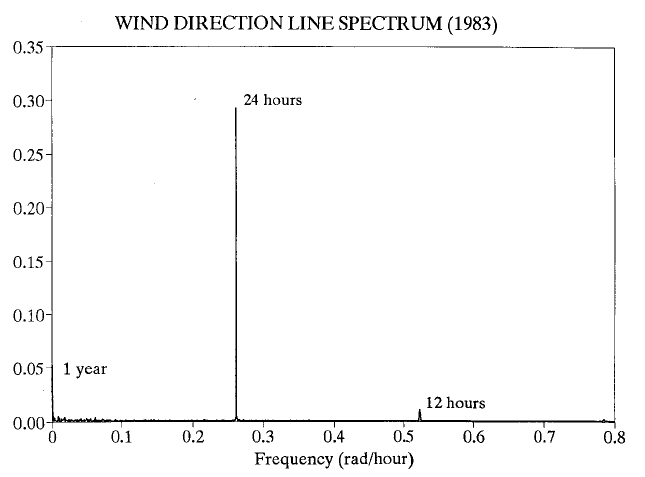 WIND DIRECTION LINE SPECTRUM (1983)
0.35
0.30
24 hours
0.25
0.20
0.15
0.10
0.05
1 year
12 hours
0.00
0 0.1 0.2 0.3 0.4 0.5 0.6 0.7 0.8
Frequency (rad/hour)